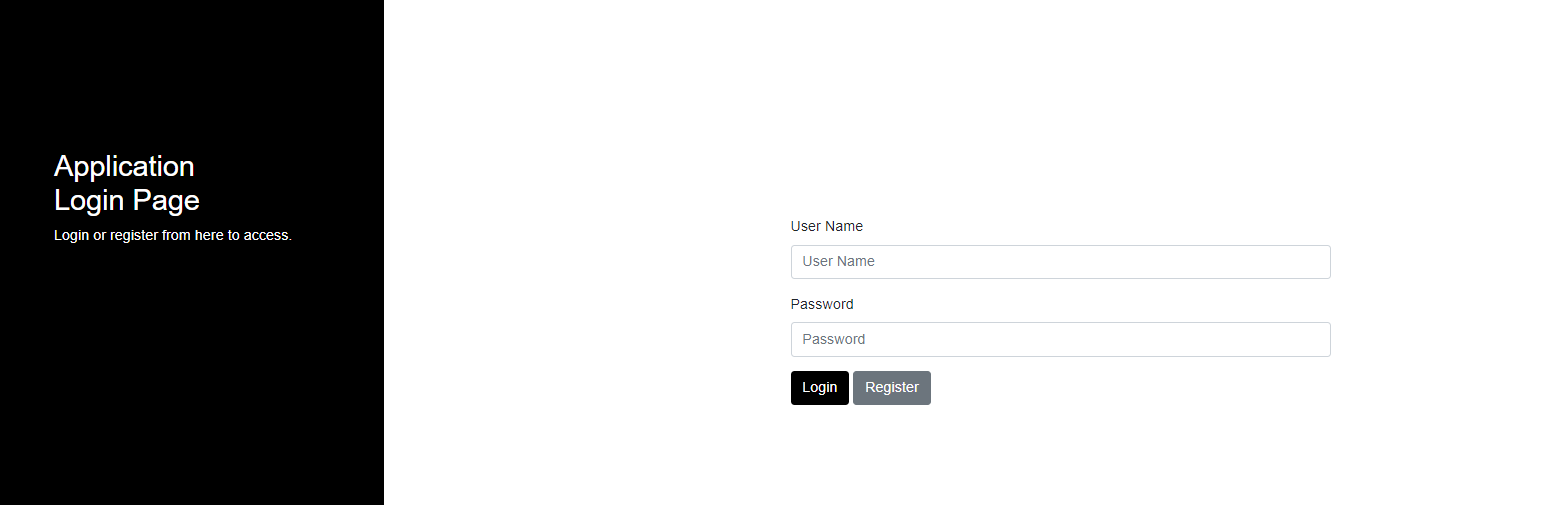 Application
Login Page
Login or register from here to access.
User Name
User Name
Password
Password
Login Register